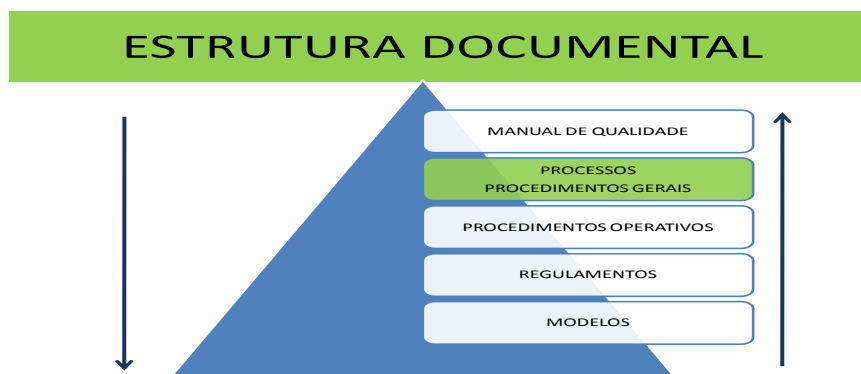 ESTRUTURA DOCUMENTAL
MANUAL DE QUALIDADE
PROCESSOS
PROCEDIMENTOS GERAIS
PROCEDIMENTOS OPERATIVOS
REGULAMENTOS
MODELOS